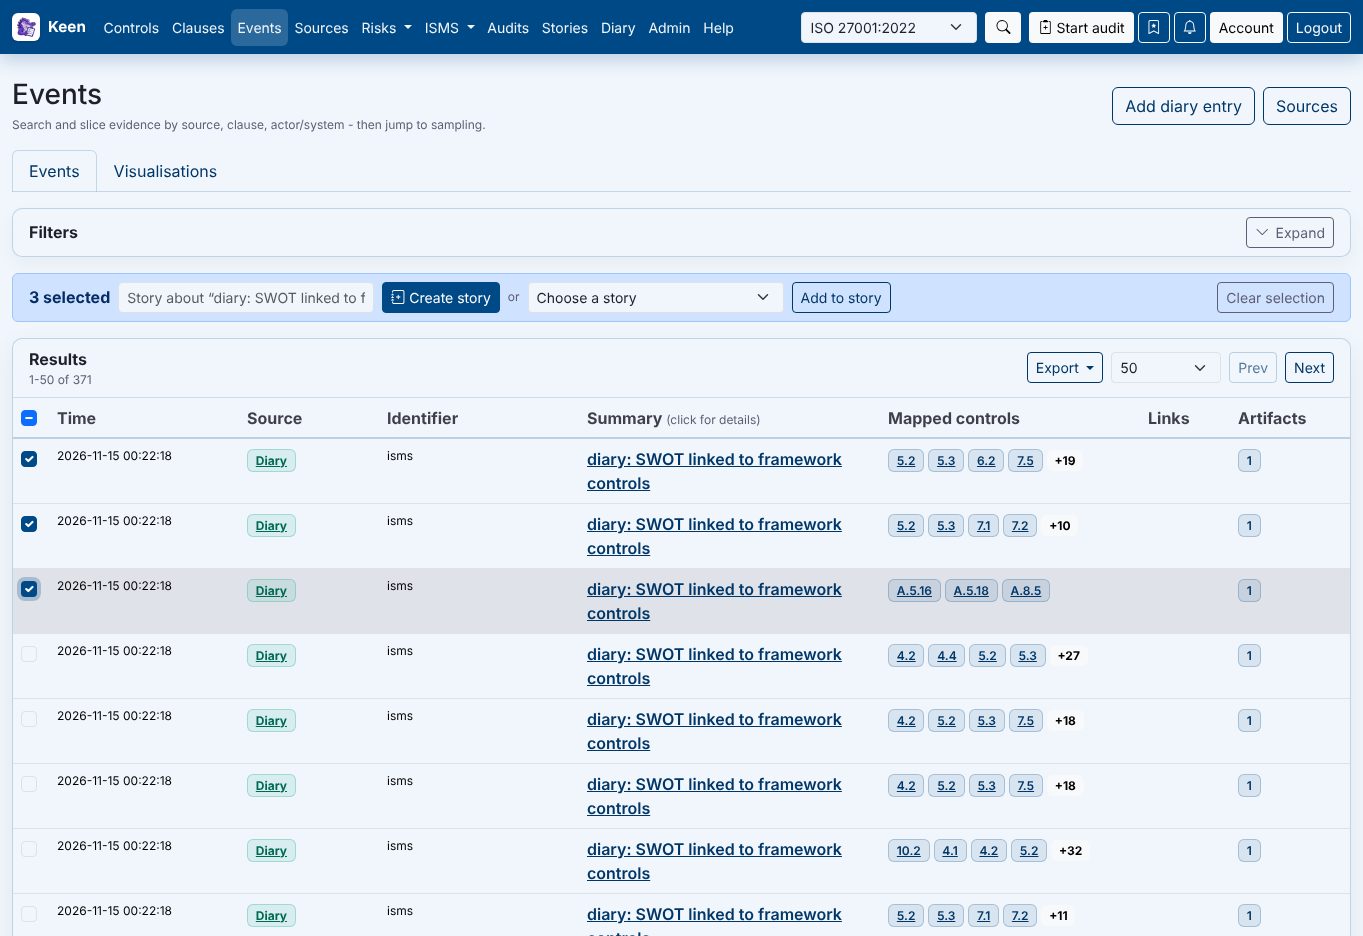 Keen Controls Clauses Events Sources Risks ISMS Audits Stories Diary Admin Help ISO 27001:2022 Start audit Account Logout
Events
Search and slice evidence by source, clause, actor/system - then jump to sampling.
Add diary entry Sources
Events Visualisations
Filters Expand
3 selected Story about “diary: SWOT linked to f Create story or Choose a story Add to story Clear selection
Results
1-50 of 371
Export 50 Prev Next
Time Source Identifier Summary (click for details) Mapped controls Links Artifacts
2026-11-15 00:22:18 Diary isms diary: SWOT linked to framework controls 5.2 5.3 6.2 7.5 +19 1
2026-11-15 00:22:18 Diary isms diary: SWOT linked to framework controls 5.2 5.3 7.1 7.2 +10 1
2026-11-15 00:22:18 Diary isms diary: SWOT linked to framework controls A.5.16 A.5.18 A.8.5 1
2026-11-15 00:22:18 Diary isms diary: SWOT linked to framework controls 4.2 4.4 5.2 5.3 +27 1
2026-11-15 00:22:18 Diary isms diary: SWOT linked to framework controls 4.2 5.2 5.3 7.5 +18 1
2026-11-15 00:22:18 Diary isms diary: SWOT linked to framework controls 4.2 5.2 5.3 7.5 +18 1
2026-11-15 00:22:18 Diary isms diary: SWOT linked to framework controls 10.2 4.1 4.2 5.2 +32 1
2026-11-15 00:22:18 Diary isms diary: SWOT linked to framework 5.2 5.3 7.1 7.2 +11 1